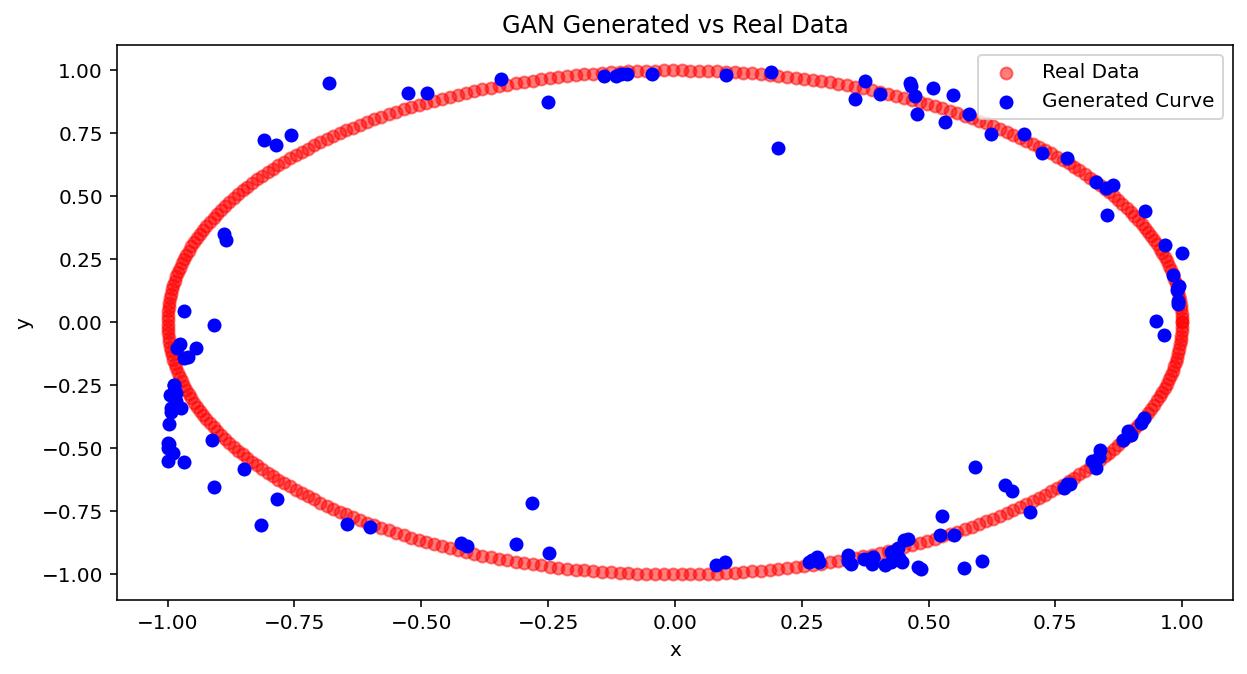 GAN Generated vs Real Data
Real Data
Generated Curve
1.00
0.75
0.50
0.25
0.00
−0.25
−0.50
−0.75
−1.00
y
−1.00 −0.75 −0.50 −0.25 0.00 0.25 0.50 0.75 1.00
x